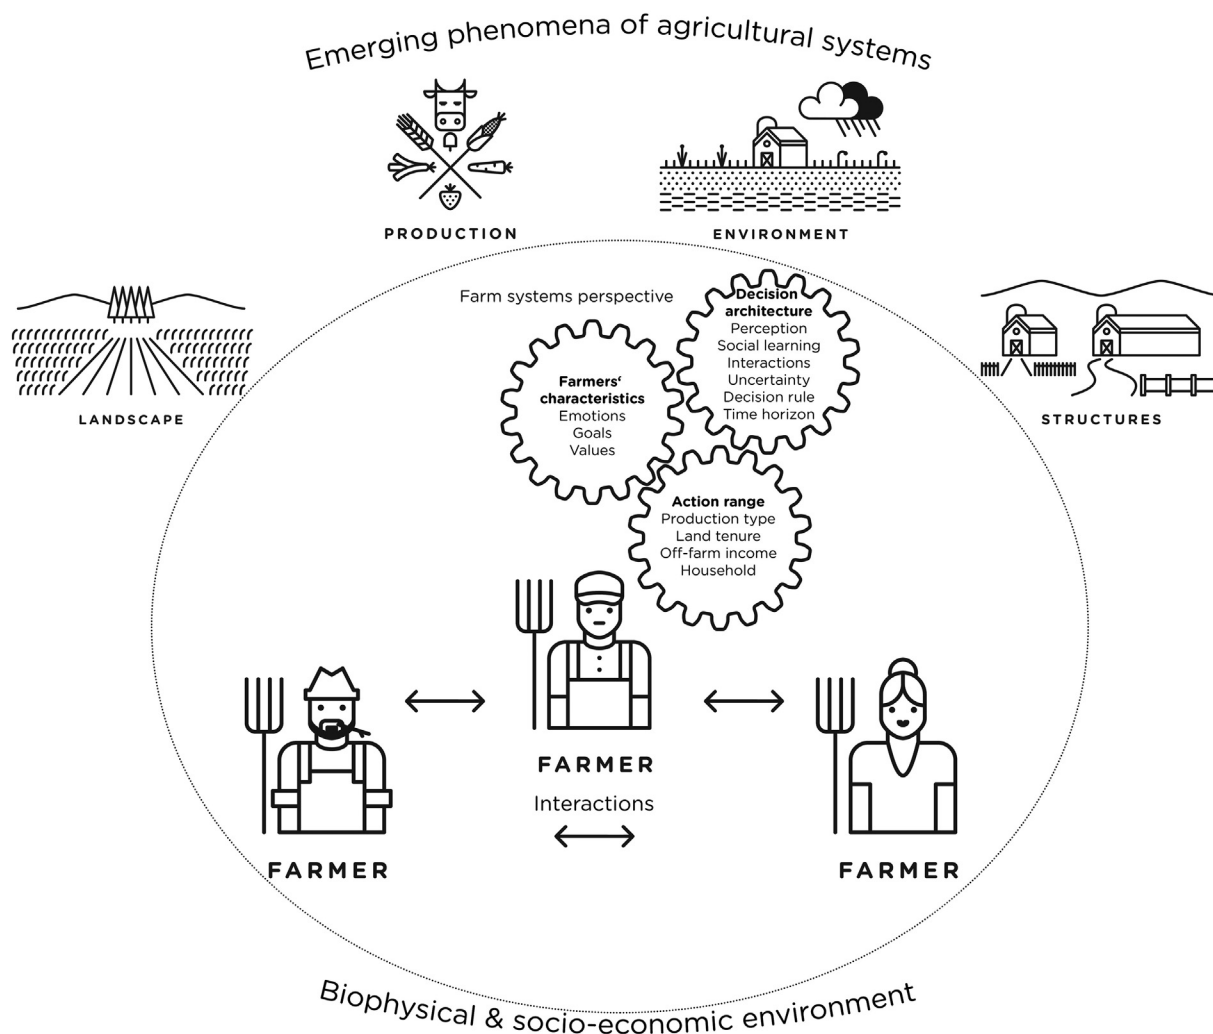 Emerging phenomena of agricultural systems
PRODUCTION
ENVIRONMENT
LANDSCAPE
STRUCTURES
Farm systems perspective
Farmers‘
characteristics
Emotions
Goals
Values
Decision
architecture
Perception
Social learning
Interactions
Uncertainty
Decision rule
Time horizon
Action range
Production type
Land tenure
Off-farm income
Household
FARMER
FARMER
FARMER
Interactions
Biophysical & socio-economic environment